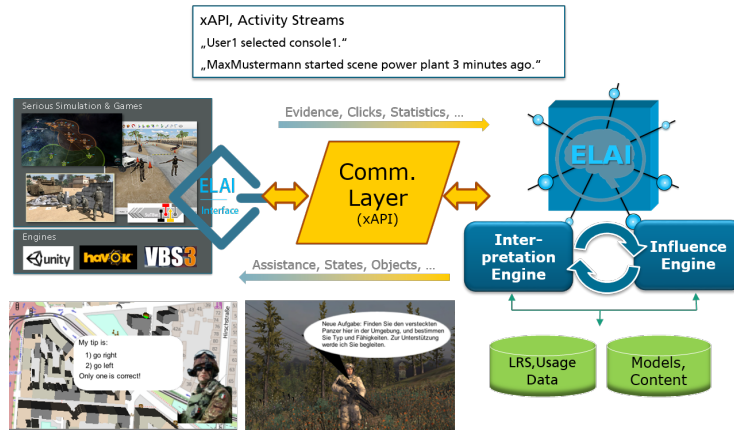 xAPI, Activity Streams
„User1 selected console1.“
„MaxMustermann started scene power plant 3 minutes ago.“
Serious Simulation & Games
Evidence, Clicks, Statistics, ...
ELAI
Interface
Comm.
Layer
(xAPI)
ELAI
Engines
unity
havok
VBS3
Inter-
pretation
Engine
Influence
Engine
Assistance, States, Objects, ...
My tip is:
1) go right
2) go left
Only one is correct!
Hirschstraße
Neue Aufgabe: Finden Sie den versteckten
Panzer hier in der Umgebung, und bestimmen
Sie Typ und Fähigkeiten. Zur Unterstützung
werde ich Sie begleiten.
LRS,Usage
Data
Models,
Content